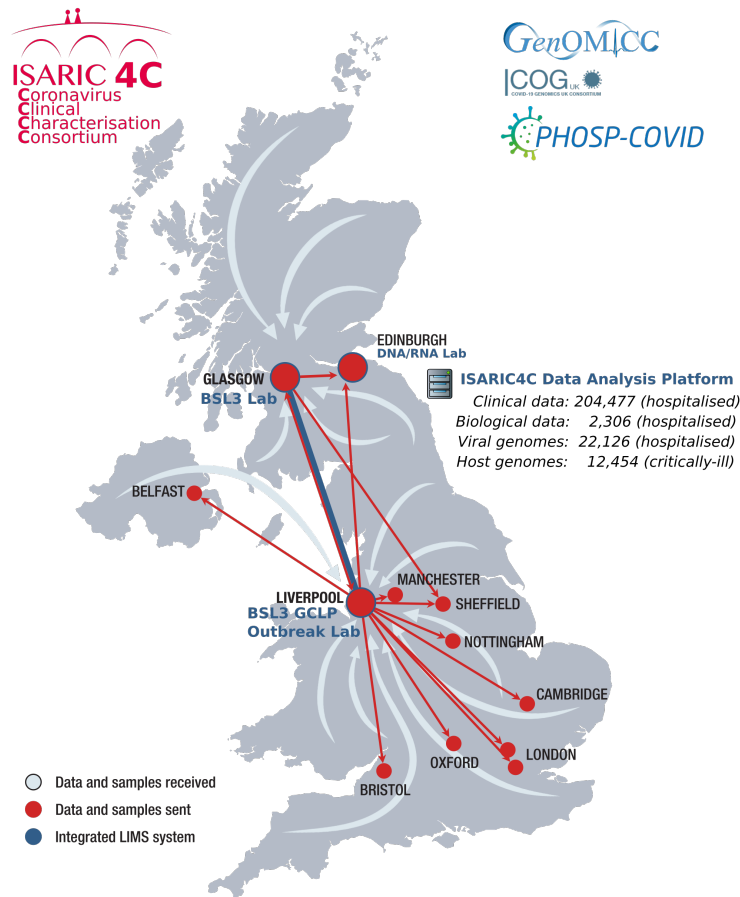 ISARIC 4C
Coronavirus
Clinical
Characterisation
Consortium
GenOMICC
COG UK
COVID-19 GENOMICS UK CONSORTIUM
PHOSP-COVID
EDINBURGH
DNA/RNA Lab
GLASGOW
BSL3 Lab
ISARIC4C Data Analysis Platform
Clinical data: 204,477 (hospitalised)
Biological data: 2,306 (hospitalised)
Viral genomes: 22,126 (hospitalised)
Host genomes: 12,454 (critically-ill)
BELFAST
MANCHESTER
LIVERPOOL
BSL3 GCLP
Outbreak Lab
SHEFFIELD
NOTTINGHAM
CAMBRIDGE
LONDON
OXFORD
BRISTOL
Data and samples received
Data and samples sent
Integrated LIMS system